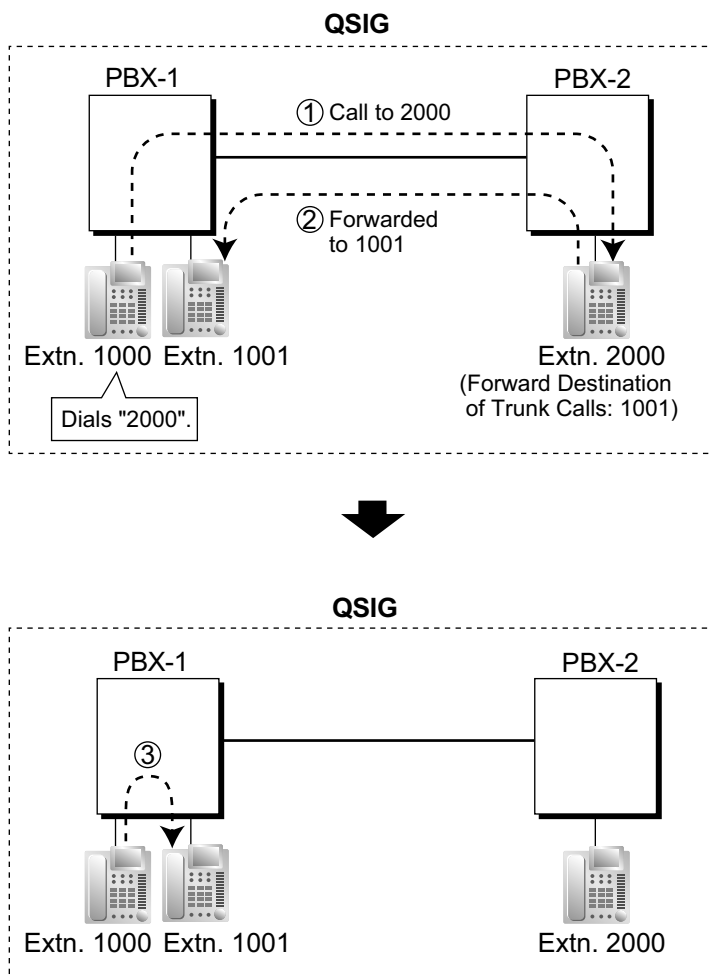 QSIG
PBX-1
PBX-2
① Call to 2000
② Forwarded
to 1001
Extn. 1000
Extn. 1001
Extn. 2000
(Forward Destination
of Trunk Calls: 1001)
Dials "2000".
QSIG
PBX-1
PBX-2
③
Extn. 1000
Extn. 1001
Extn. 2000